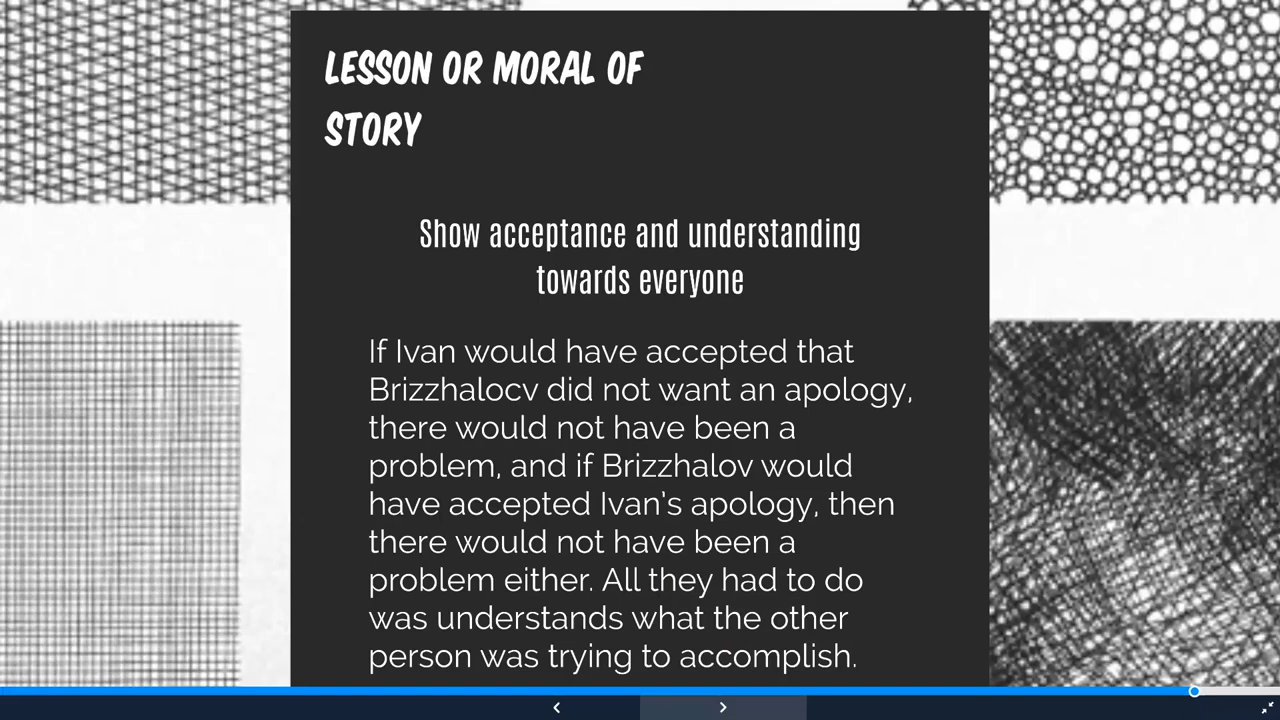 LESSON OR MORAL OF
STORY
Show acceptance and understanding
towards everyone
If Ivan would have accepted that
Brizzhalocv did not want an apology,
there would not have been a
problem, and if Brizzhalov would
have accepted Ivan's apology, then
there would not have been a
problem either. All they had to do
was understands what the other
person was trying to accomplish.